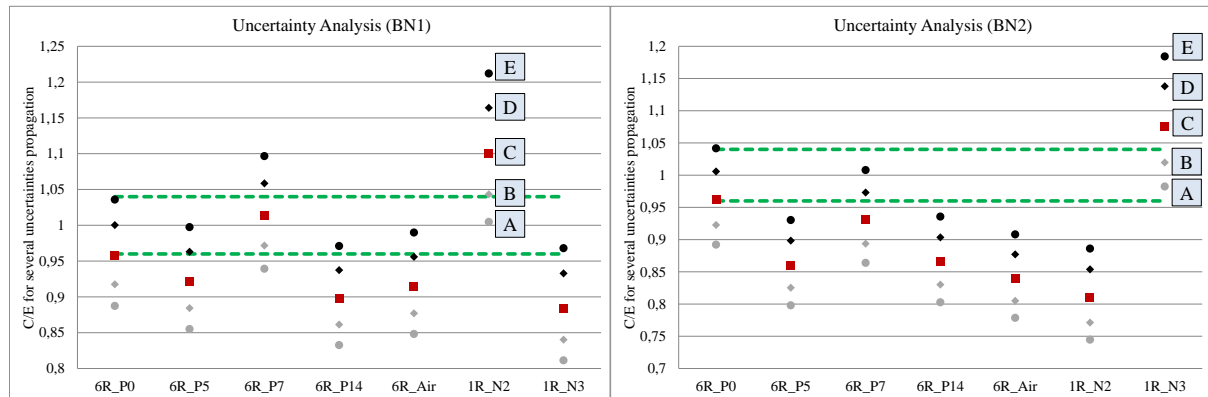 Uncertainty Analysis (BN1)
C/E for several uncertainties propagation
1,25
1,2
1,15
1,1
1,05
1
0,95
0,9
0,85
0,8
E
D
C
B
A
6R_P0 6R_P5 6R_P7 6R_P14 6R_Air 1R_N2 1R_N3
Uncertainty Analysis (BN2)
C/E for several uncertainties propagation
1,2
1,15
1,1
1,05
1
0,95
0,9
0,85
0,8
0,75
0,7
E
D
C
B
A
6R_P0 6R_P5 6R_P7 6R_P14 6R_Air 1R_N2 1R_N3